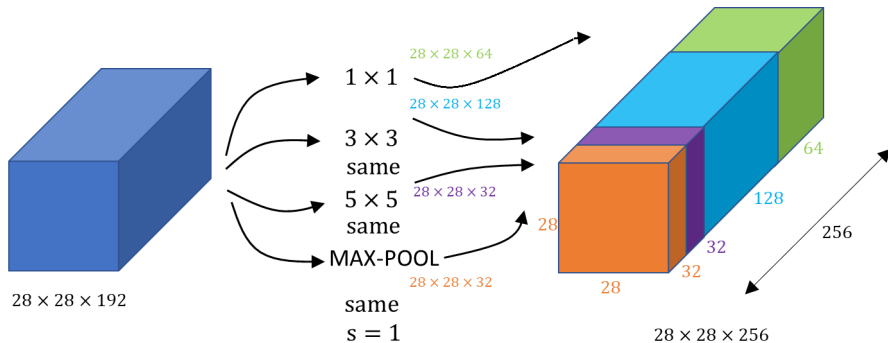 28 × 28 × 192
1 × 1
28 × 28 × 64
28 × 28 × 128
3 × 3
same
5 × 5
28 × 28 × 32
same
MAX-POOL
28 × 28 × 32
same
s = 1
28
28
32
32
128
64
256
28 × 28 × 256